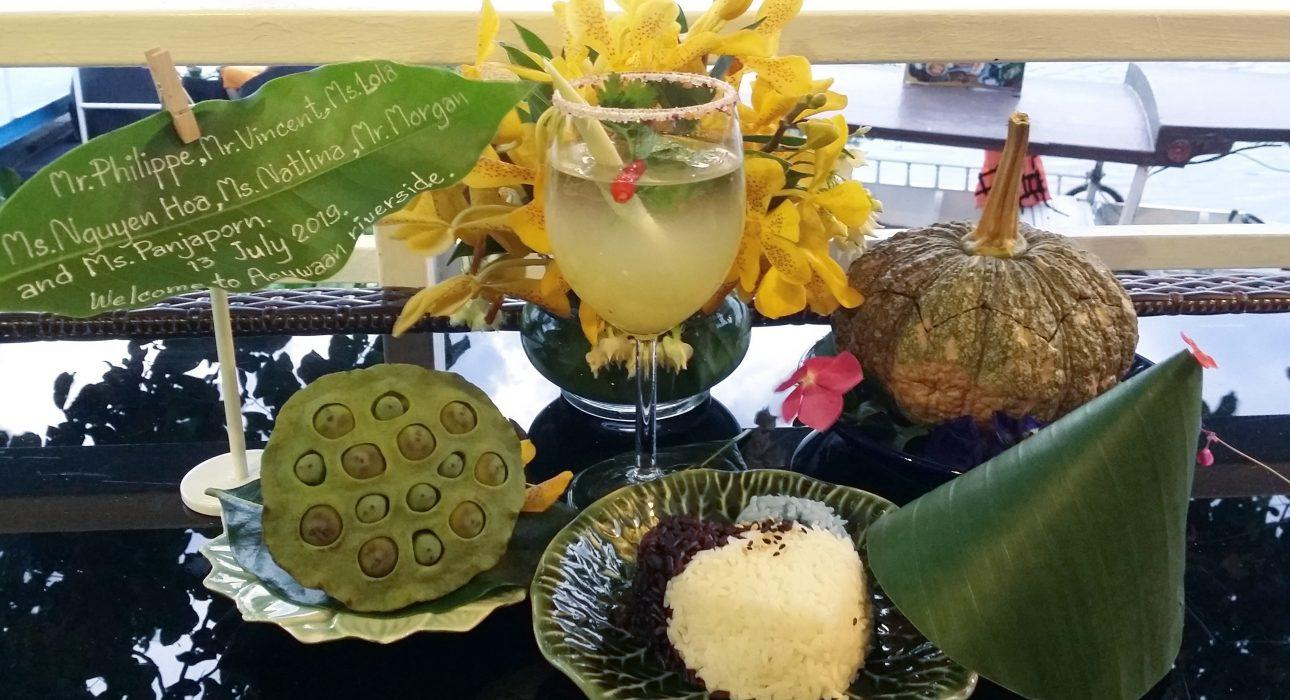 Mr.Philippe, Mr. Vincent, Ms. Lola
Ms. Nguyen Hoa, Ms. Natlina, Mr. Morgan
and Ms. Panjaporn.
13 July 2019.
Welcome to Aoywaan riverside.